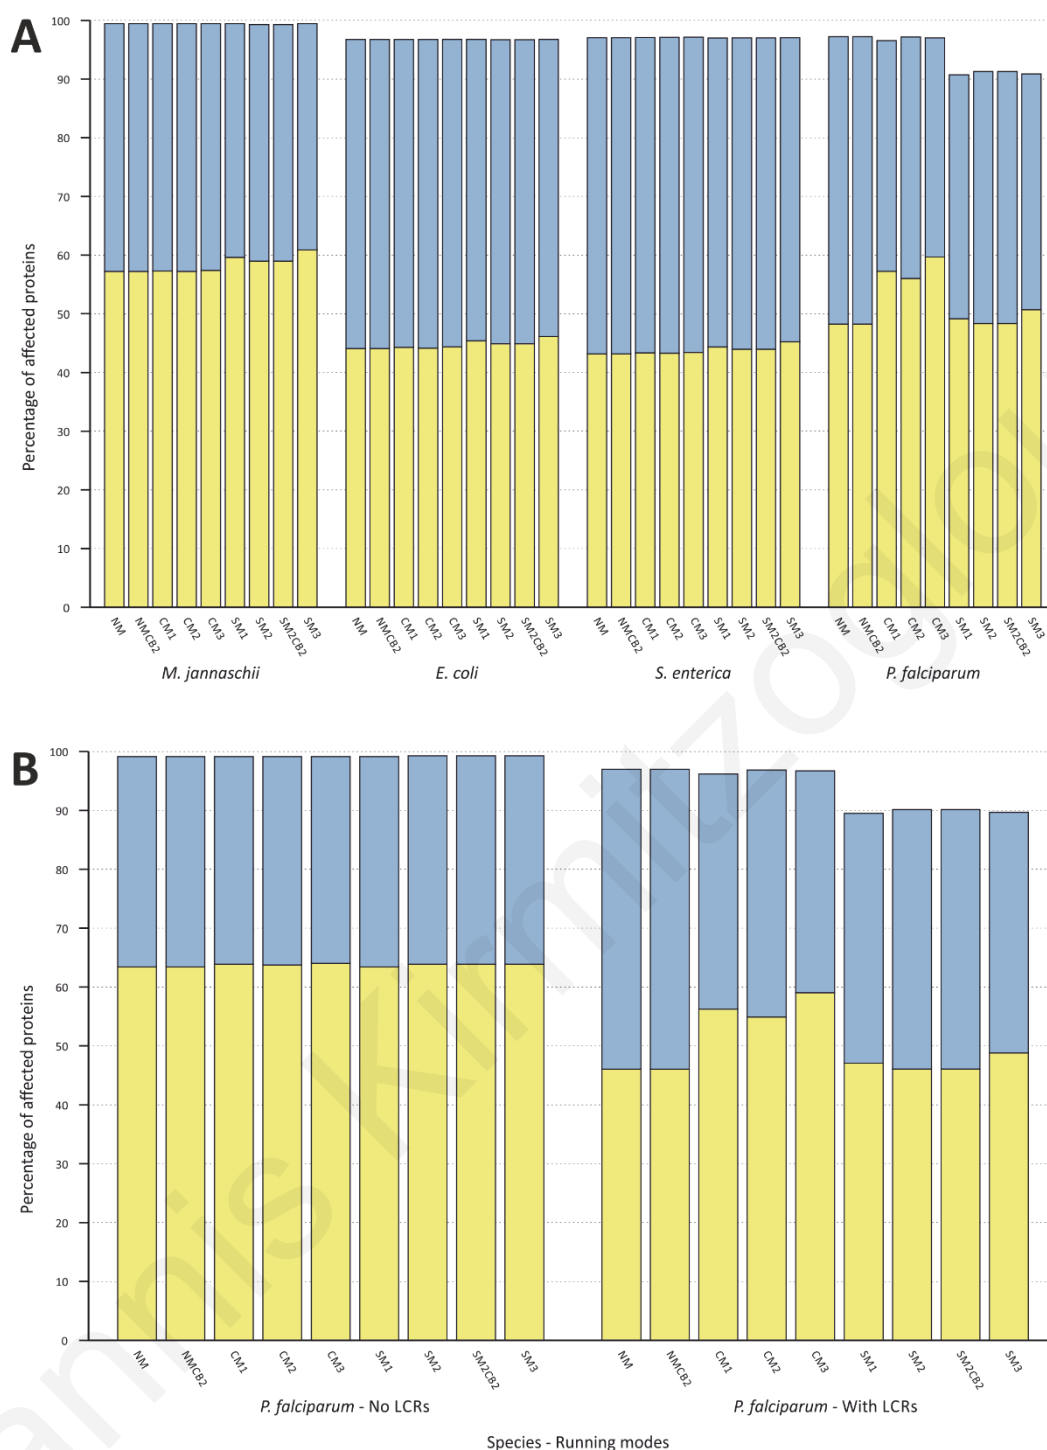 A
100
90
80
70
60
50
40
30
20
10
0
Percentage of affected proteins
NM NMCB2 CM1 CM2 CM3 SM1 SM2 SM2CB2 SM3 NM NMCB2 CM1 CM2 CM3 SM1 SM2 SM2CB2 SM3 NM NMCB2 CM1 CM2 CM3 SM1 SM2 SM2CB2 SM3 NM NMCB2 CM1 CM2 CM3 SM1 SM2 SM2CB2 SM3
M. jannaschii E. coli S. enterica P. falciparum
B
100
90
80
70
60
50
40
30
20
10
0
Percentage of affected proteins
NM NMCB2 CM1 CM2 CM3 SM1 SM2 SM2CB2 SM3 NM NMCB2 CM1 CM2 CM3 SM1 SM2 SM2CB2 SM3
P. falciparum - No LCRs P. falciparum - With LCRs
Species - Running modes